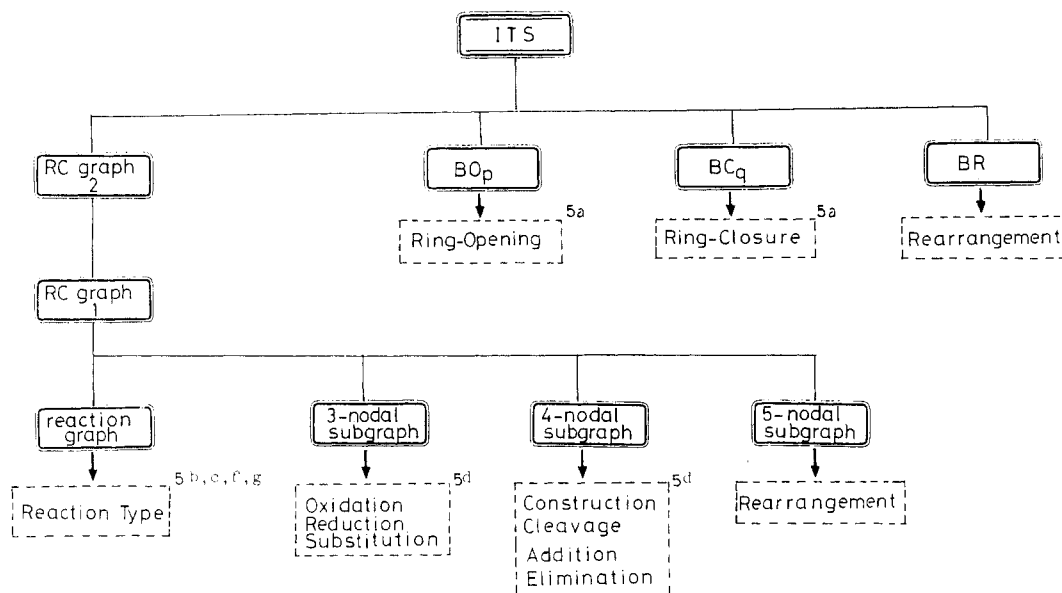 ITS
RC graph
2
BOp
BCq
BR
5a
Ring-Opening
5a
Ring-Closure
Rearrangement
RC graph
1
reaction
graph
3-nodal
subgraph
4-nodal
subgraph
5-nodal
subgraph
5 b,c,f,g
Reaction Type
5d
Oxidation
Reduction
Substitution
5d
Construction
Cleavage
Addition
Elimination
Rearrangement